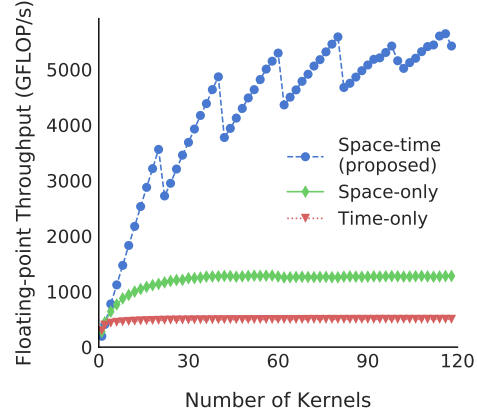 Floating-point Throughput (GFLOP/s)
5000
4000
3000
2000
1000
0
Space-time
(proposed)
Space-only
Time-only
0 30 60 90 120
Number of Kernels